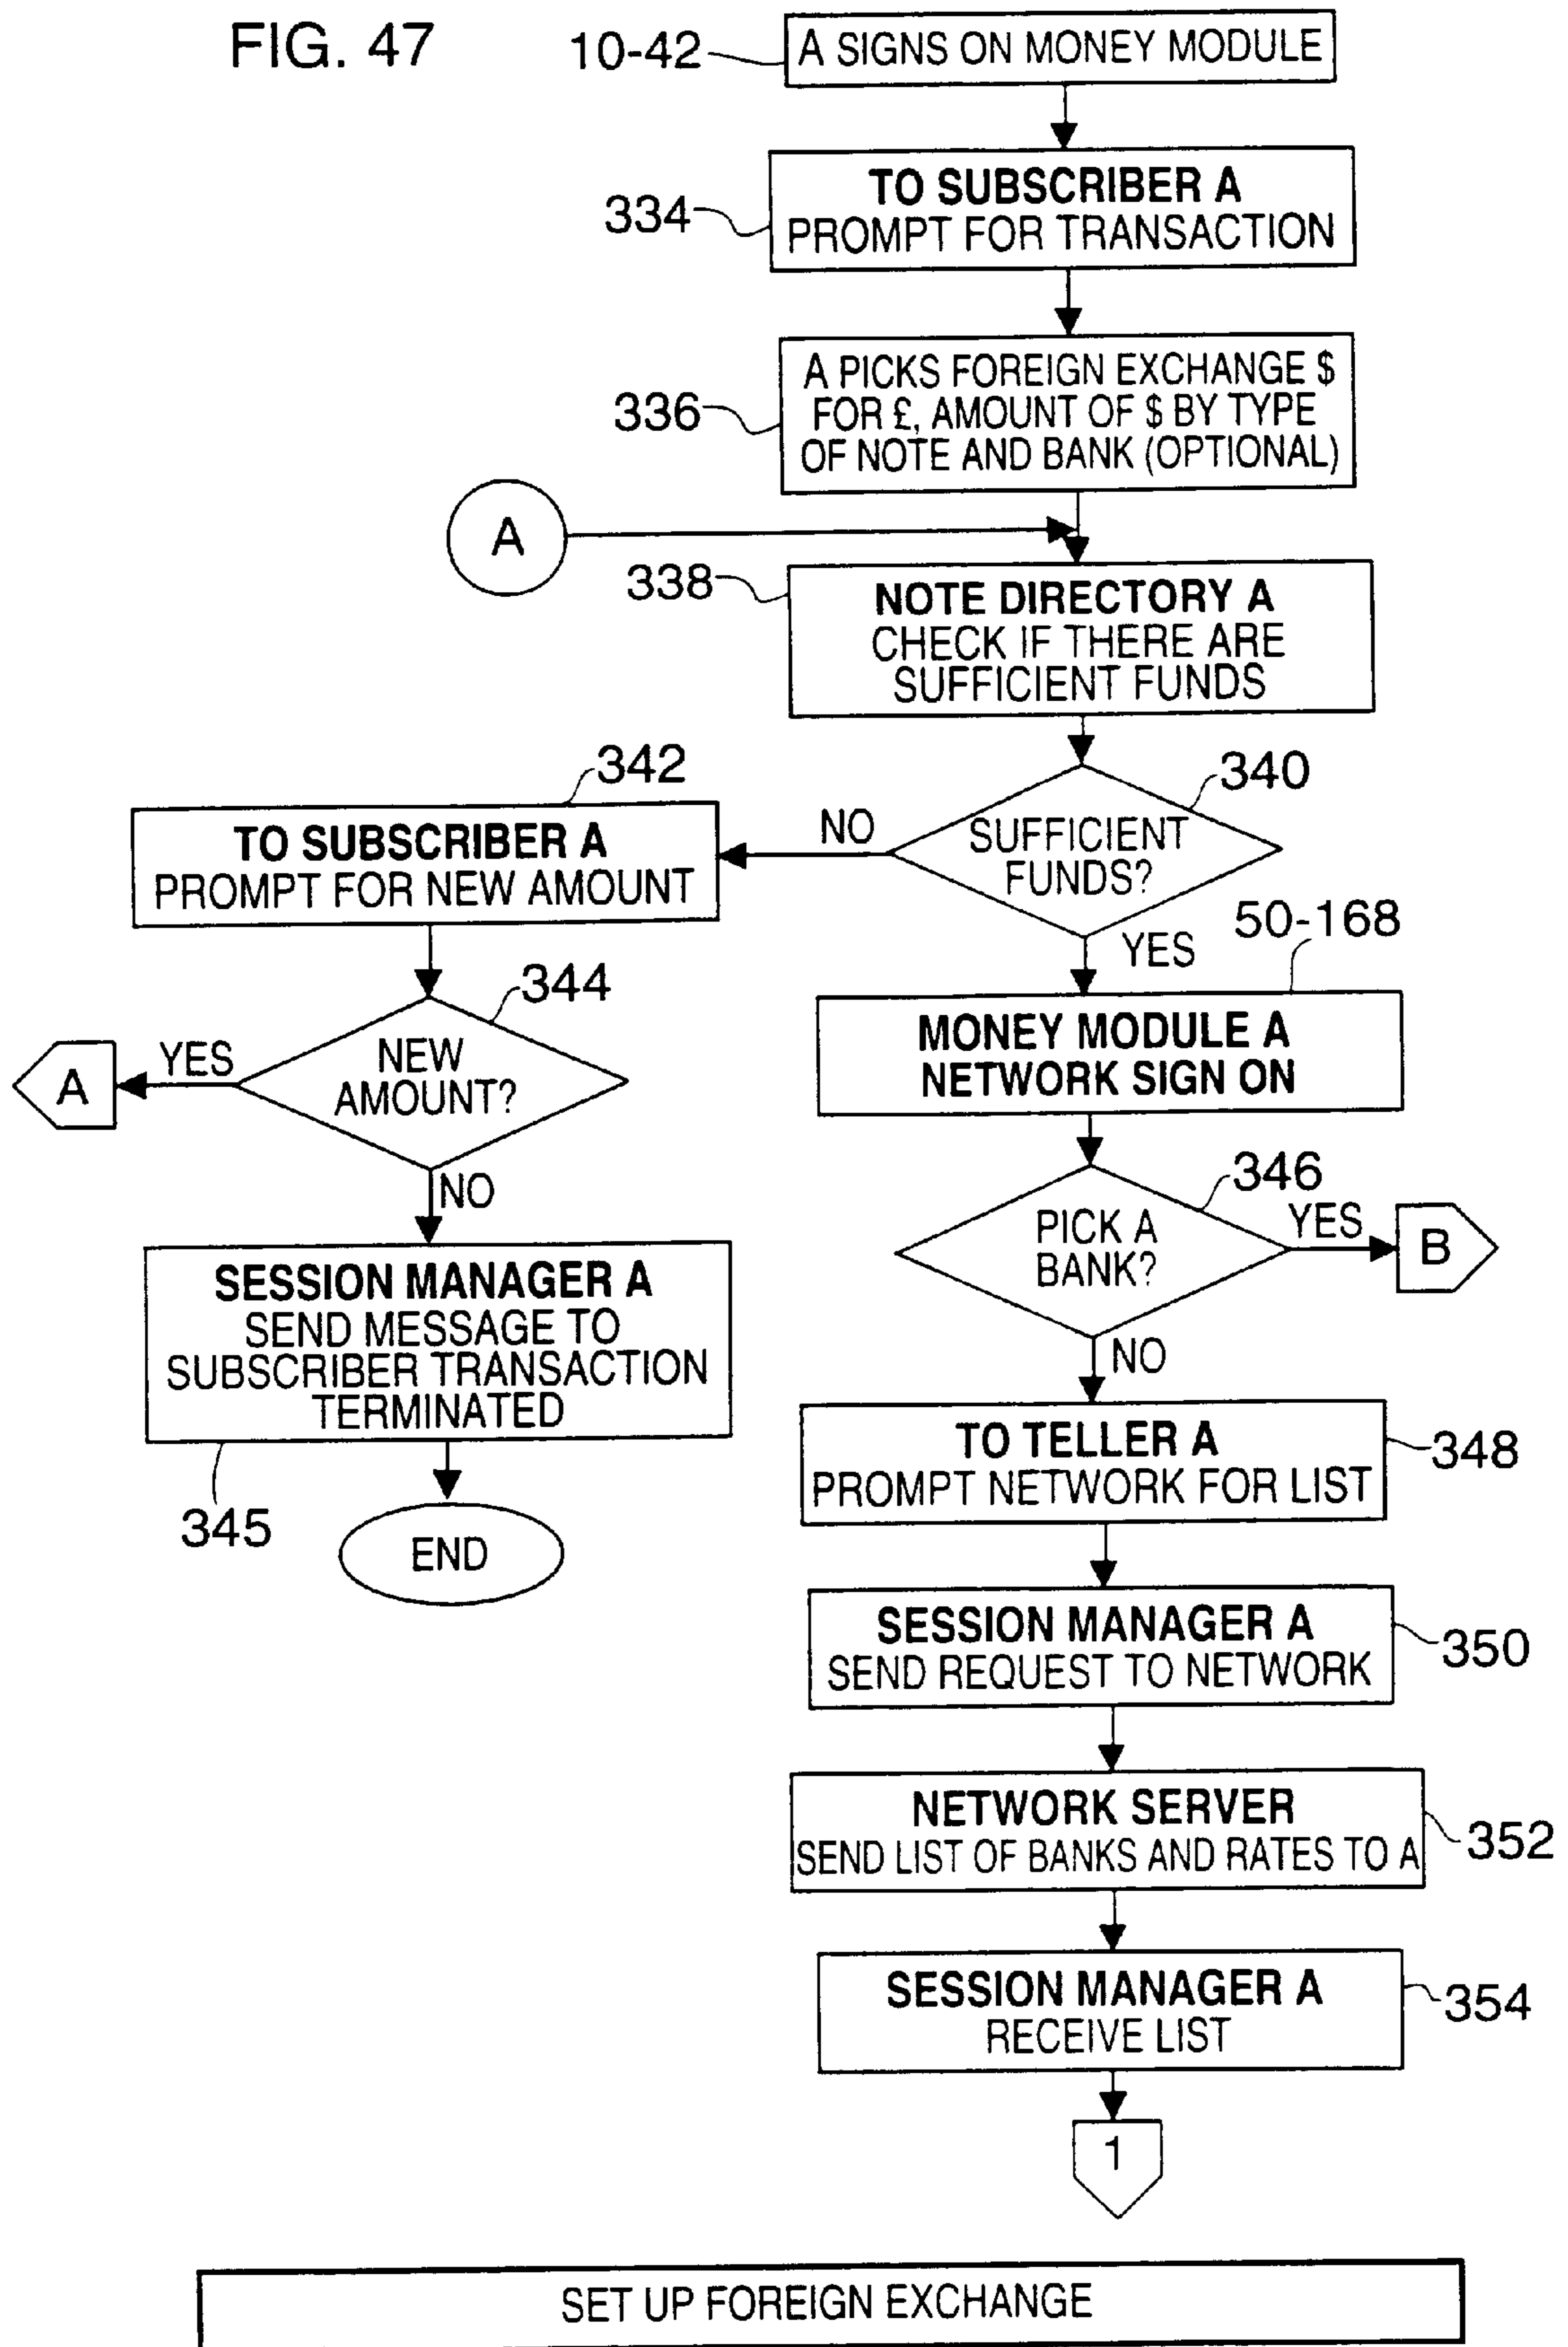 FIG. 47
10-42
A SIGNS ON MONEY MODULE
334
TO SUBSCRIBER A
PROMPT FOR TRANSACTION
336
A PICKS FOREIGN EXCHANGE $
FOR £, AMOUNT OF $ BY TYPE
OF NOTE AND BANK (OPTIONAL)
A
338
NOTE DIRECTORY A
CHECK IF THERE ARE
SUFFICIENT FUNDS
340
SUFFICIENT
FUNDS?
NO
YES
342
TO SUBSCRIBER A
PROMPT FOR NEW AMOUNT
344
NEW
AMOUNT?
YES
A
NO
SESSION MANAGER A
SEND MESSAGE TO
SUBSCRIBER TRANSACTION
TERMINATED
345
END
50-168
MONEY MODULE A
NETWORK SIGN ON
346
PICK A
BANK?
YES
B
NO
TO TELLER A
PROMPT NETWORK FOR LIST
348
SESSION MANAGER A
SEND REQUEST TO NETWORK
350
NETWORK SERVER
SEND LIST OF BANKS AND RATES TO A
352
SESSION MANAGER A
RECEIVE LIST
354
1
SET UP FOREIGN EXCHANGE